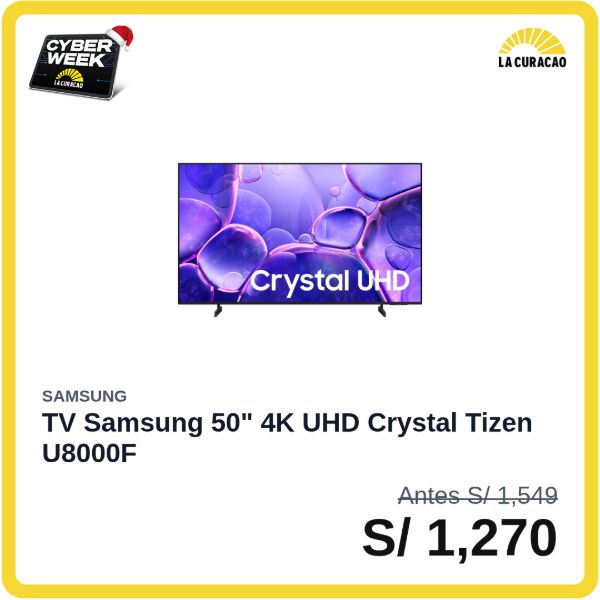 CYBER
WEEK
LA CURACAO
LA CURACAO
Crystal UHD
SAMSUNG
TV Samsung 50" 4K UHD Crystal Tizen
U8000F
Antes S/ 1,549
S/ 1,270